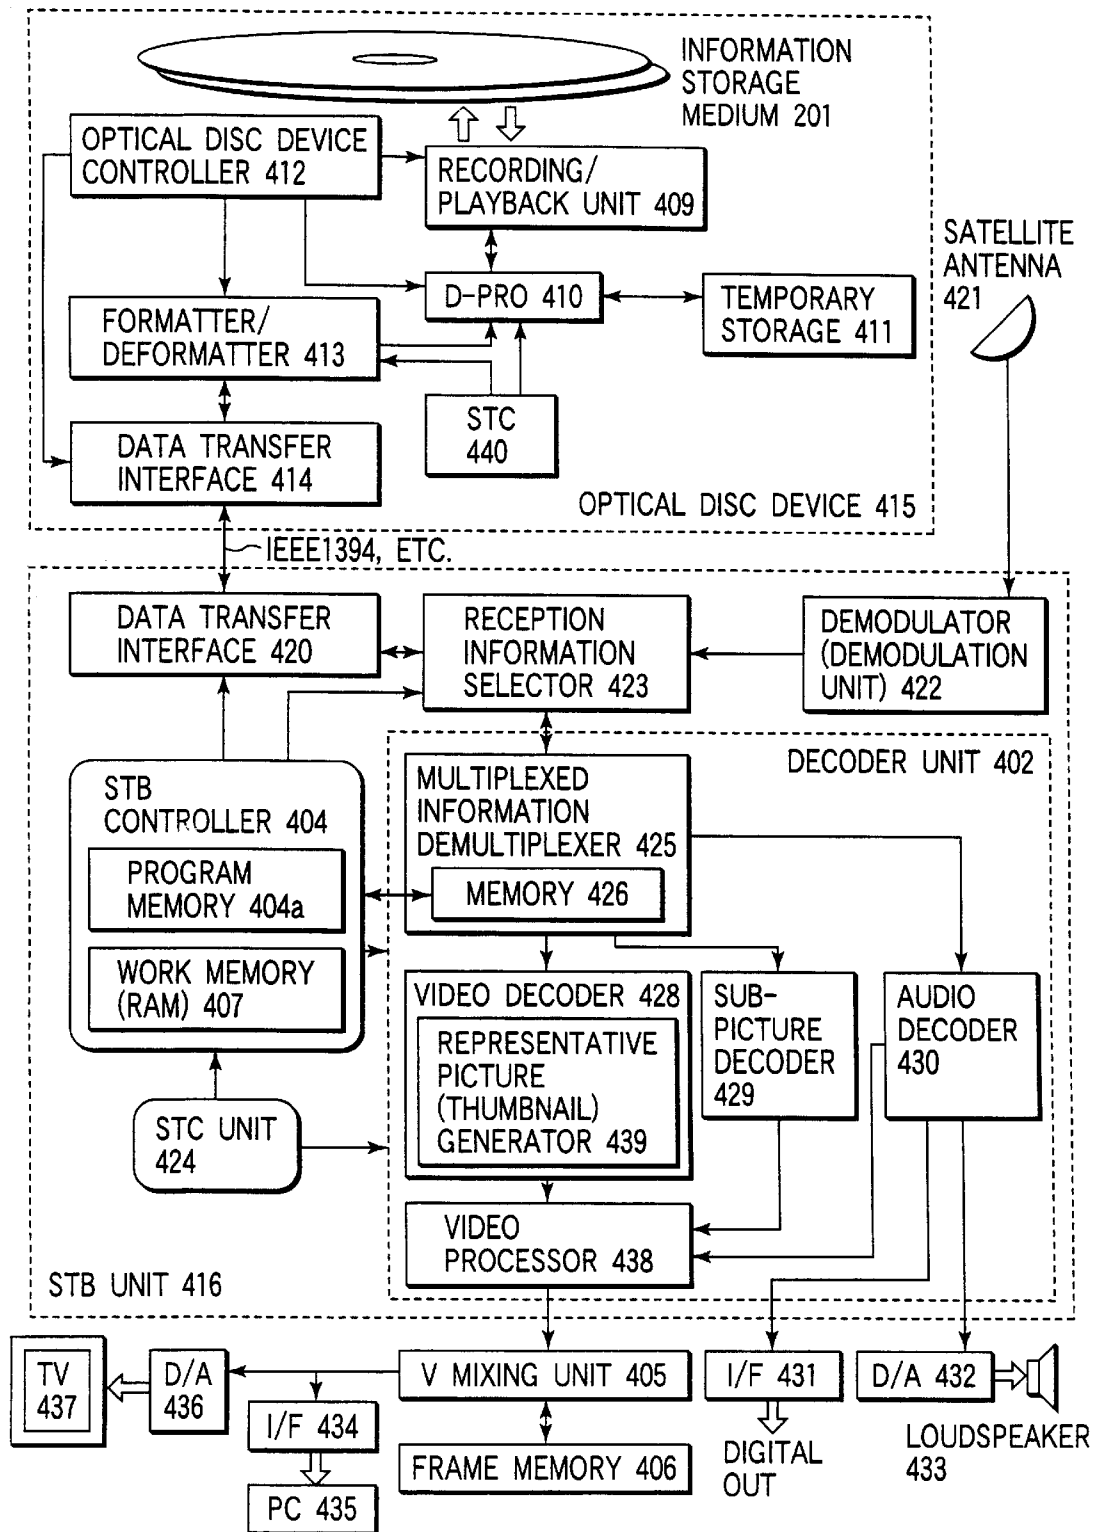 INFORMATION
STORAGE
MEDIUM 201
OPTICAL DISC DEVICE
CONTROLLER 412
RECORDING/
PLAYBACK UNIT 409
SATELLITE
ANTENNA
421
D-PRO 410
TEMPORARY
STORAGE 411
FORMATTER/
DEFORMATTER 413
STC
440
DATA TRANSFER
INTERFACE 414
OPTICAL DISC DEVICE 415
IEEE1394, ETC.
DATA TRANSFER
INTERFACE 420
RECEPTION
INFORMATION
SELECTOR 423
DEMODULATOR
(DEMODULATION
UNIT) 422
DECODER UNIT 402
STB
CONTROLLER 404
PROGRAM
MEMORY 404a
WORK MEMORY
(RAM) 407
MULTIPLEXED
INFORMATION
DEMULTIPLEXER 425
MEMORY 426
VIDEO DECODER 428
REPRESENTATIVE
PICTURE
(THUMBNAIL)
GENERATOR 439
SUB-
PICTURE
DECODER
429
AUDIO
DECODER
430
STC UNIT
424
VIDEO
PROCESSOR 438
STB UNIT 416
TV
437
D/A
436
V MIXING UNIT 405
I/F 431
D/A 432
I/F 434
FRAME MEMORY 406
DIGITAL
OUT
LOUDSPEAKER
433
PC 435